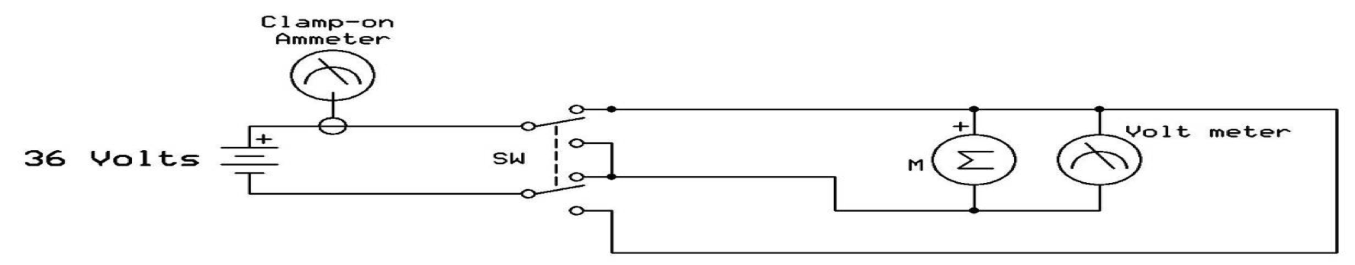 Clamp-on
Ammeter
+
36 Volts
+
SW
+
M
Σ
Volt meter